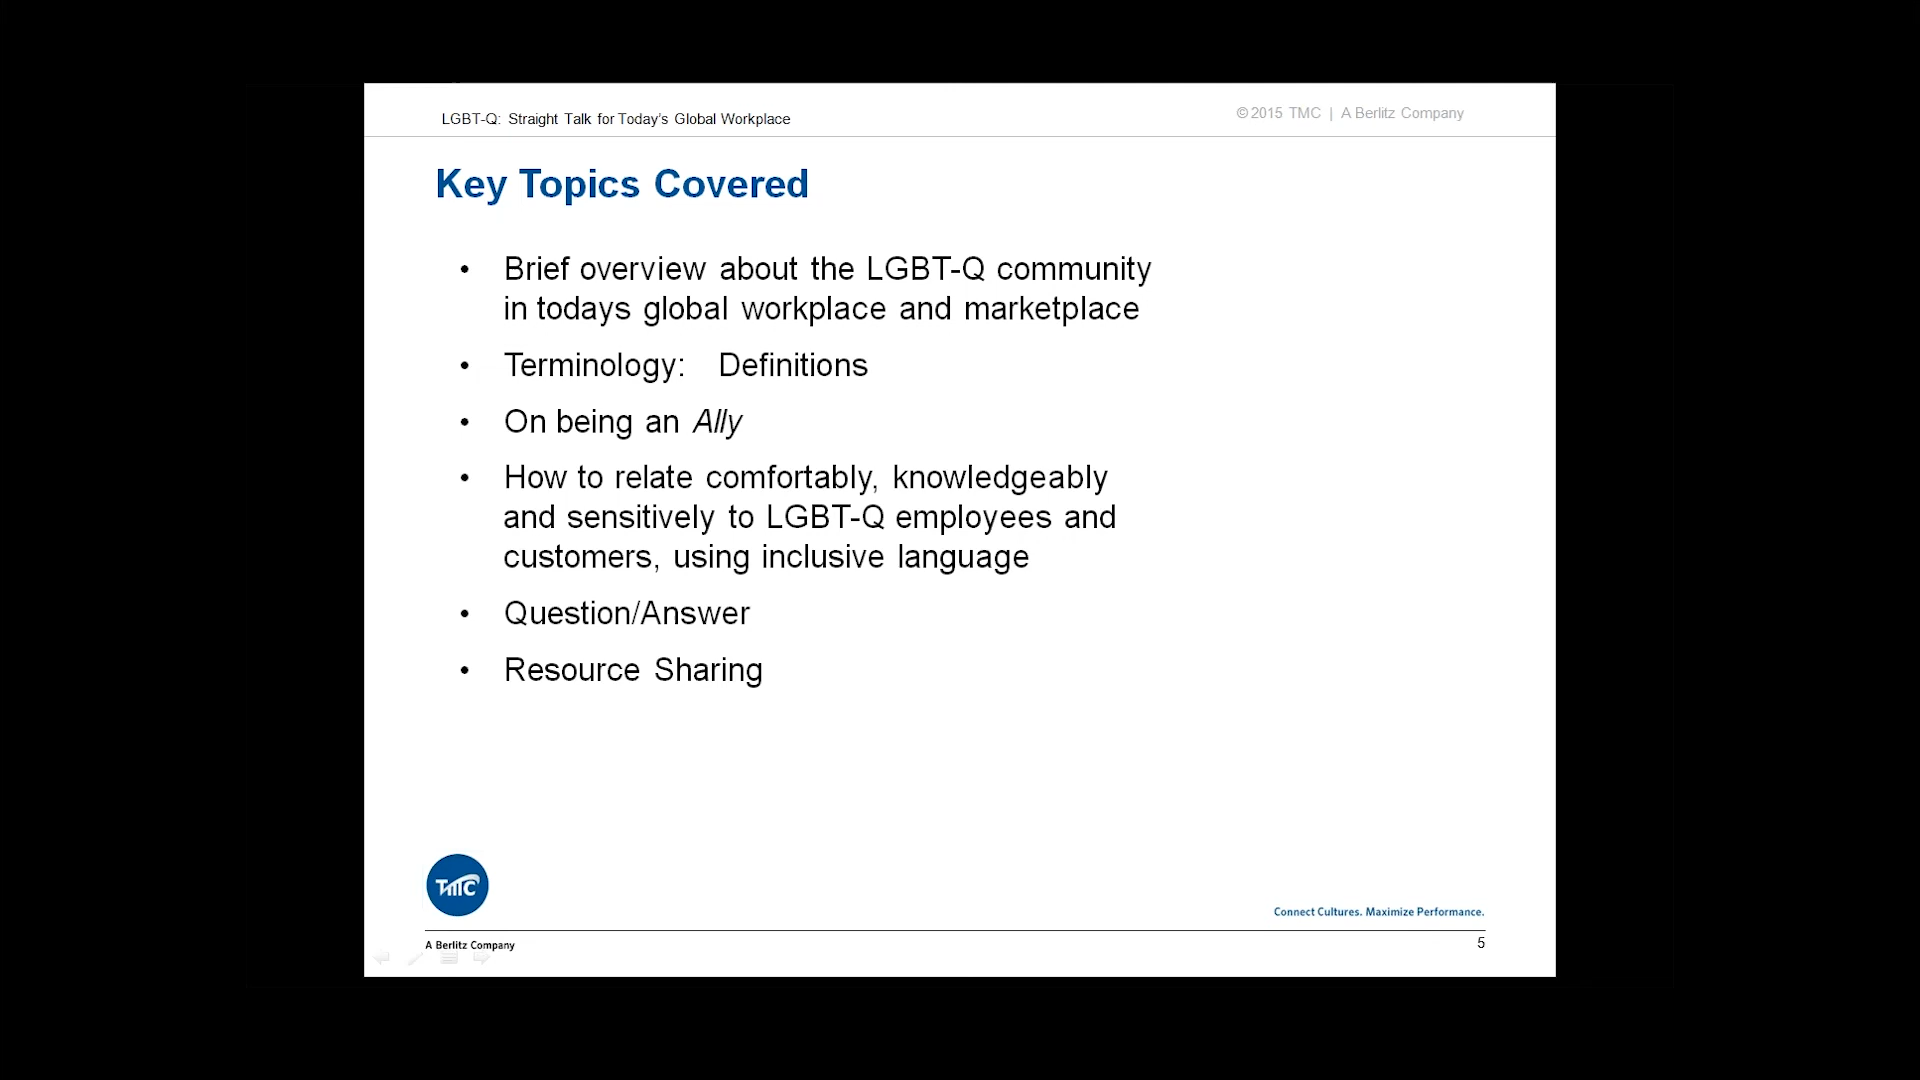 LGBT-Q: Straight Talk for Today's Global Workplace
©2015 TMC | A Berlitz Company
Key Topics Covered
• Brief overview about the LGBT-Q community
in todays global workplace and marketplace
• Terminology: Definitions
• On being an Ally
• How to relate comfortably, knowledgeably
and sensitively to LGBT-Q employees and
customers, using inclusive language
• Question/Answer
• Resource Sharing
TMC
Connect Cultures. Maximize Performance.
A Berlitz Company
5